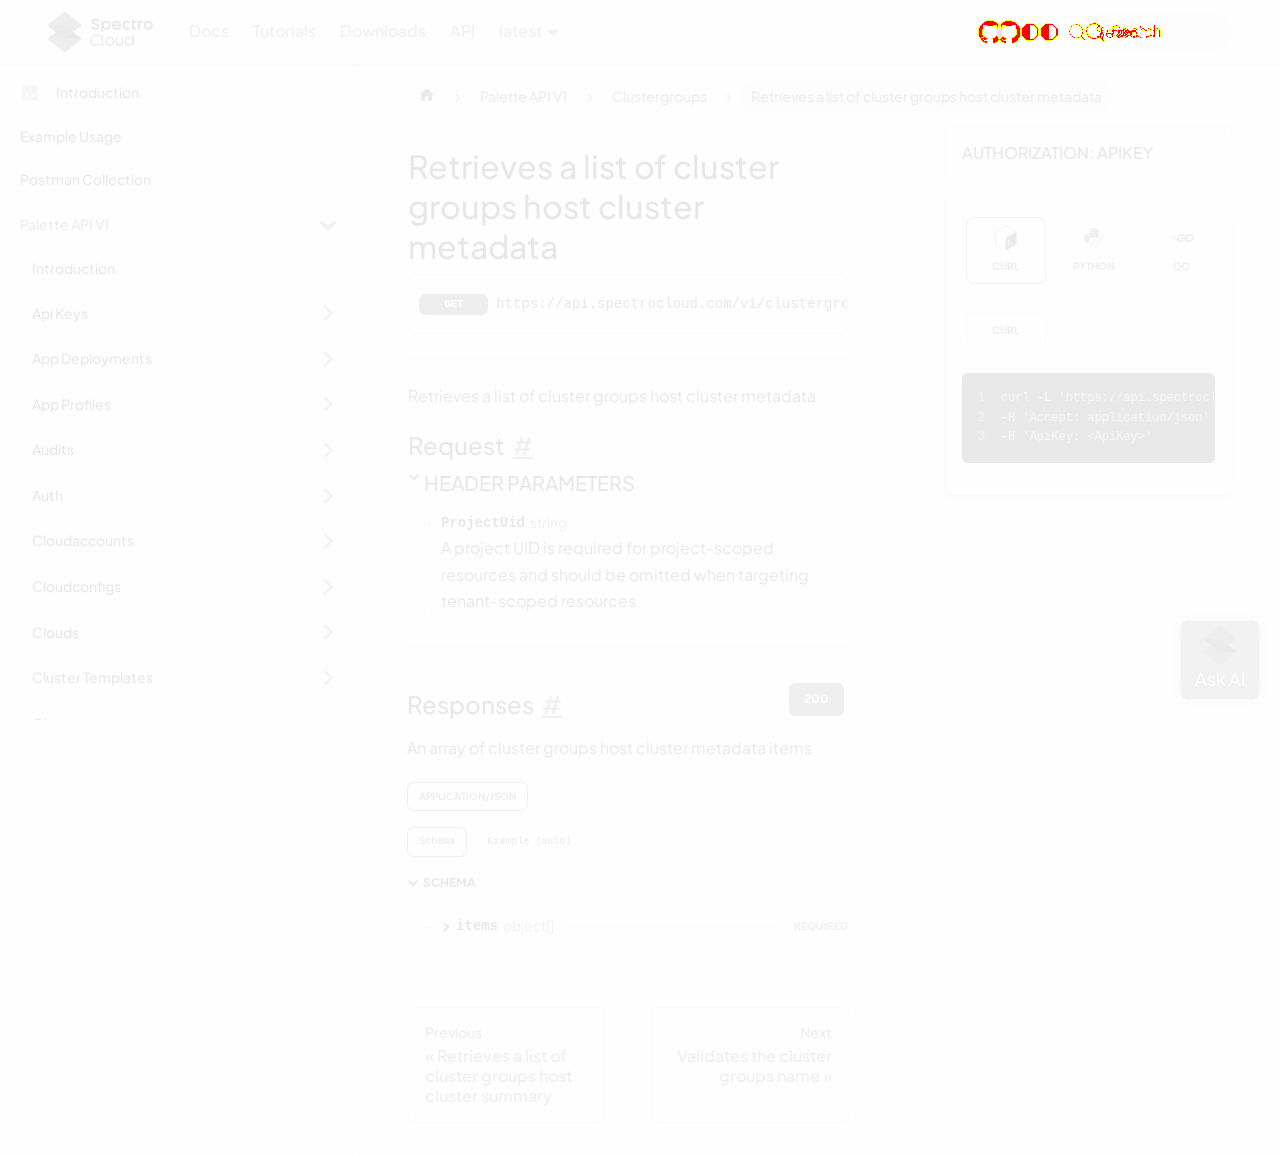 Spectro
Cloud
Docs
Tutorials
Downloads
API
latest
Introduction
Example Usage
Postman Collection
Palette API V1
Introduction
Api Keys
App Deployments
App Profiles
Audits
Auth
Cloudaccounts
Cloudconfigs
Clouds
Cluster Templates
Palette API V1
Clustergroups
Retrieves a list of cluster groups host cluster metadata
Retrieves a list of cluster
groups host cluster
metadata
GET https://api.spectrocloud.com/v1/clustergro
Retrieves a list of cluster groups host cluster metadata
Request #
HEADER PARAMETERS
ProjectUid string
A project UID is required for project-scoped
resources and should be omitted when targeting
tenant-scoped resources
Responses #
200
An array of cluster groups host cluster metadata items
APPLICATION/JSON
Schema
Example (auto)
SCHEMA
items object[]
REQUIRED
Previous
« Retrieves a list of
cluster groups host
cluster summary
Next
Validates the cluster
groups name »
AUTHORIZATION: APIKEY
CURL
PYTHON
GO
GO
CURL
1 curl -L 'https://api.spectrocl
2 -H 'Accept: application/json'
3 -H 'ApiKey: <ApiKey>'
Ask AI